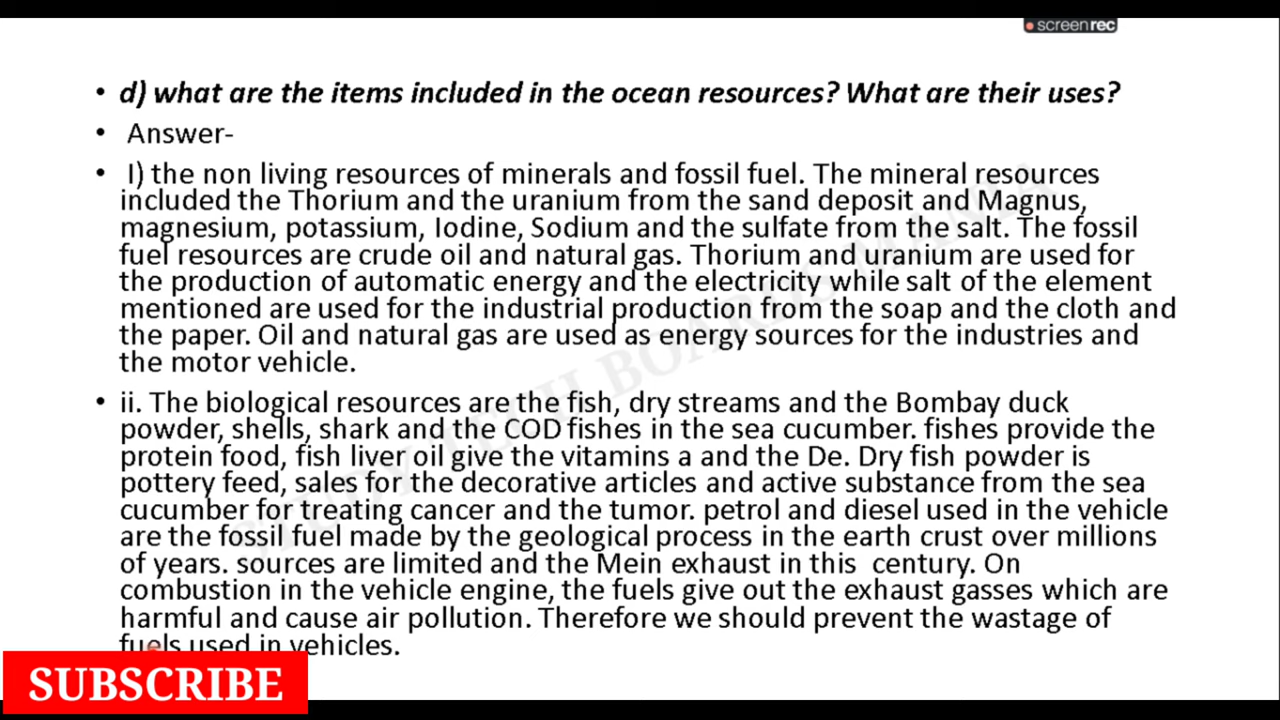 screenrec
• d) what are the items included in the ocean resources? What are their uses?
• Answer-
• I) the non living resources of minerals and fossil fuel. The mineral resources
included the Thorium and the uranium from the sand deposit and Magnus,
magnesium, potassium, Iodine, Sodium and the sulfate from the salt. The fossil
fuel resources are crude oil and natural gas. Thorium and uranium are used for
the production of automatic energy and the electricity while salt of the element
mentioned are used for the industrial production from the soap and the cloth and
the paper. Oil and natural gas are used as energy sources for the industries and
the motor vehicle.
• ii. The biological resources are the fish, dry streams and the Bombay duck
powder, shells, shark and the COD fishes in the sea cucumber. fishes provide the
protein food, fish liver oil give the vitamins a and the De. Dry fish powder is
pottery feed, sales for the decorative articles and active substance from the sea
cucumber for treating cancer and the tumor. petrol and diesel used in the vehicle
are the fossil fuel made by the geological process in the earth crust over millions
of years. sources are limited and the Mein exhaust in this century. On
combustion in the vehicle engine, the fuels give out the exhaust gasses which are
harmful and cause air pollution. Therefore we should prevent the wastage of
fuels used in vehicles.
SUBSCRIBE